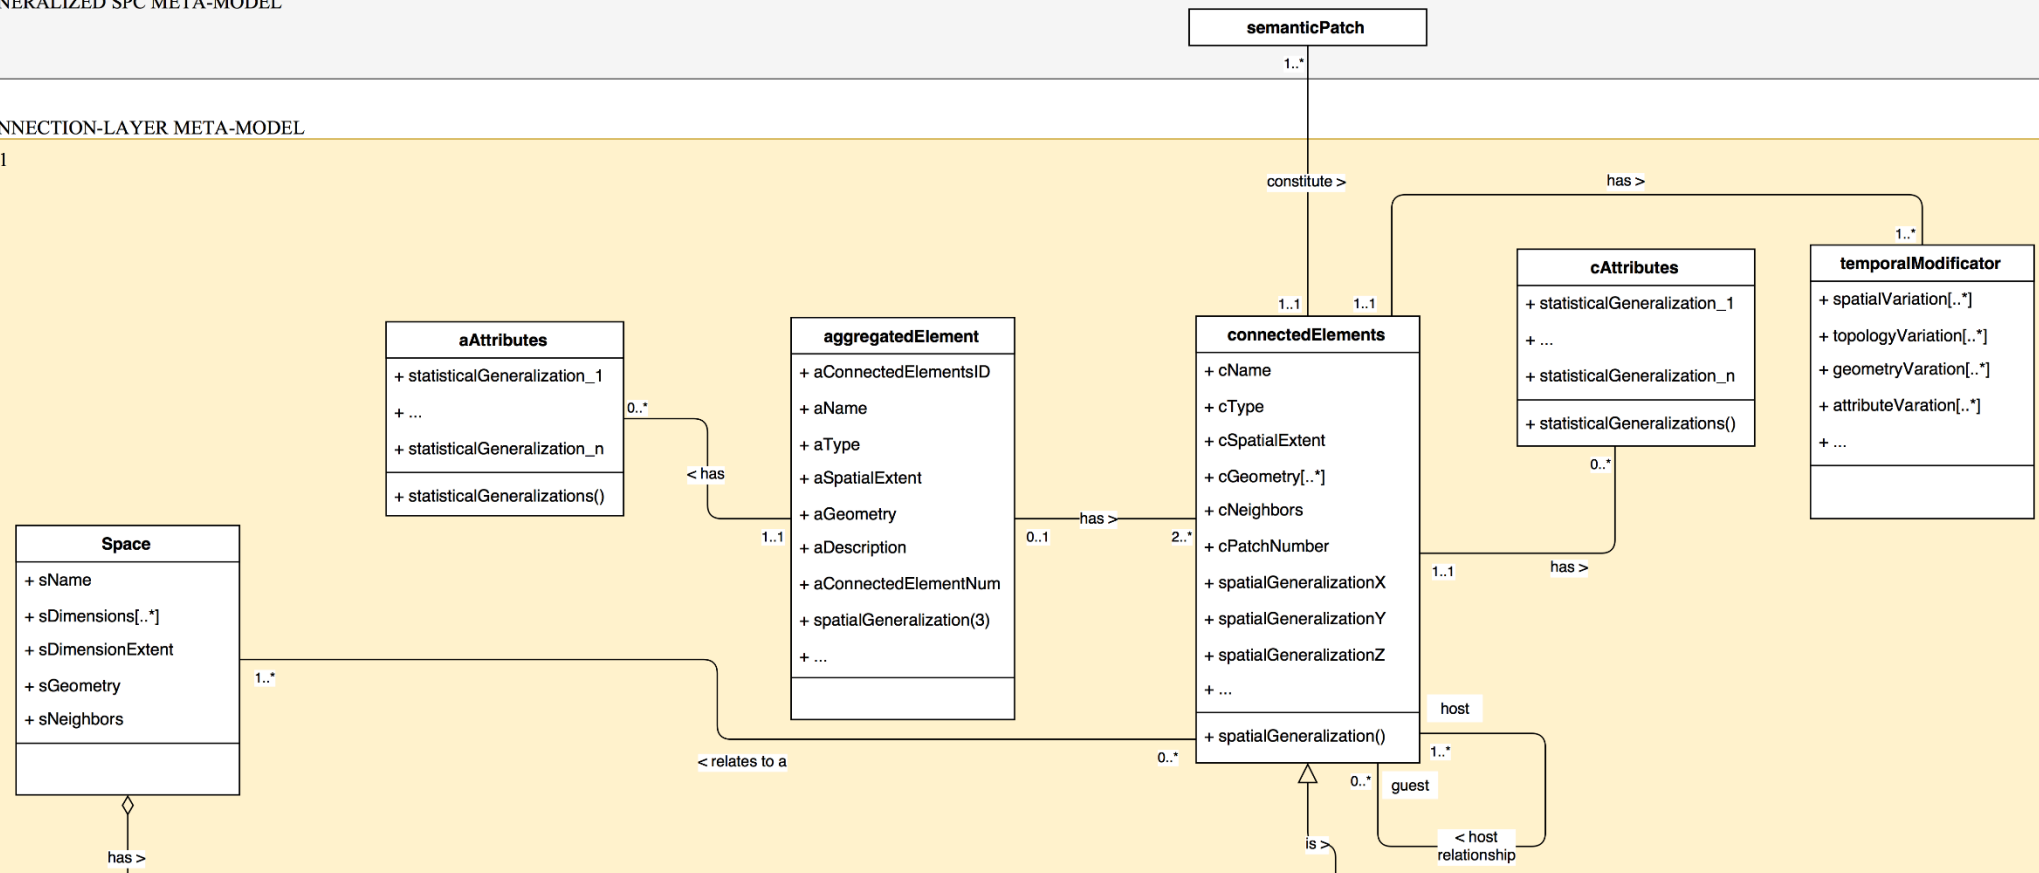 NERALIZED SPC META-MODEL
semanticPatch
1..*
NNECTION-LAYER META-MODEL
1
constitute >
has >
1..*
1..1
1..1
aAttributes
+ statisticalGeneralization_1
+ ...
+ statisticalGeneralization_n
+ statisticalGeneralizations()
0..*
< has
1..1
aggregatedElement
+ aConnectedElementsID
+ aName
+ aType
+ aSpatialExtent
+ aGeometry
+ aDescription
+ aConnectedElementNum
+ spatialGeneralization(3)
+ ...
0..1
has >
2..*
connectedElements
+ cName
+ cType
+ cSpatialExtent
+ cGeometry[..*]
+ cNeighbors
+ cPatchNumber
+ spatialGeneralizationX
+ spatialGeneralizationY
+ spatialGeneralizationZ
+ ...
+ spatialGeneralization()
cAttributes
+ statisticalGeneralization_1
+ ...
+ statisticalGeneralization_n
+ statisticalGeneralizations()
0..*
1..1
has >
temporalModificator
+ spatialVariation[..*]
+ topologyVariation[..*]
+ geometryVaration[..*]
+ attributeVaration[..*]
+ ...
Space
+ sName
+ sDimensions[..*]
+ sDimensionExtent
+ sGeometry
+ sNeighbors
1..*
< relates to a
0..*
host
1..*
0..*
guest
< host
relationship
is >
has >